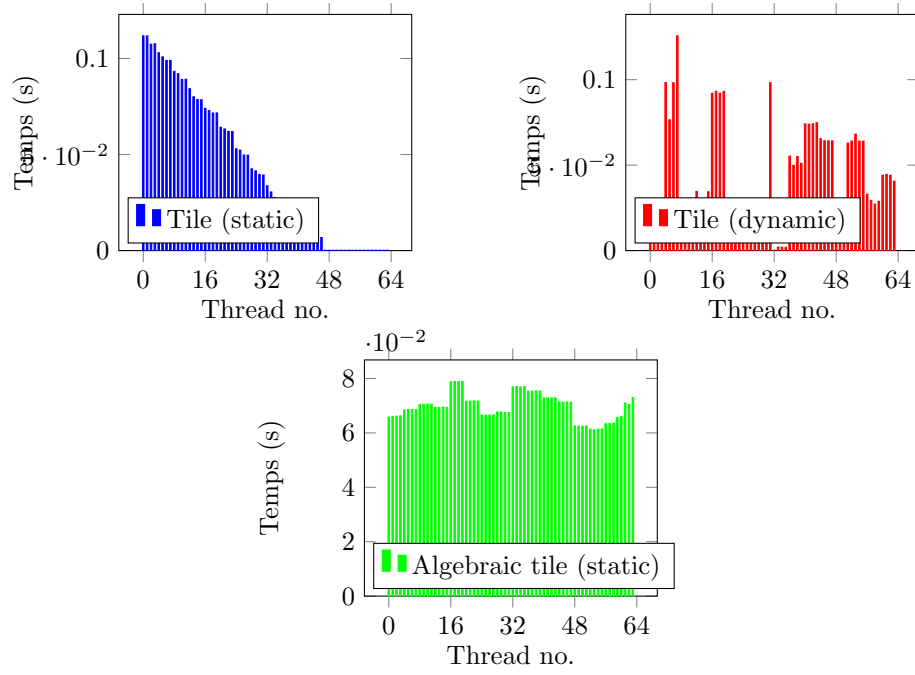 0.1
Temps (s)
5 · 10⁻²
Tile (static)
0
0 16 32 48 64
Thread no.
0.1
Temps (s)
· 10⁻²
Tile (dynamic)
0
0 16 32 48 64
Thread no.
·10⁻²
8
6
Temps (s)
4
2
Algebraic tile (static)
0
0 16 32 48 64
Thread no.